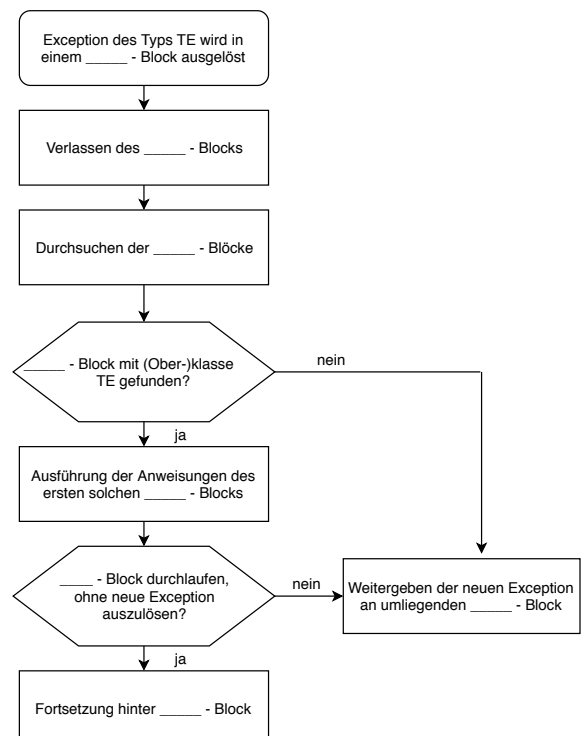 Exception des Typs TE wird in
einem _____ - Block ausgelöst
Verlassen des _____ - Blocks
Durchsuchen der _____ - Blöcke
_____ - Block mit (Ober-)klasse
TE gefunden?
nein
ja
Ausführung der Anweisungen des
ersten solchen _____ - Blocks
____ - Block durchlaufen,
ohne neue Exception
auszulösen?
nein
Weitergeben der neuen Exception
an umliegenden _____ - Block
ja
Fortsetzung hinter _____ - Block